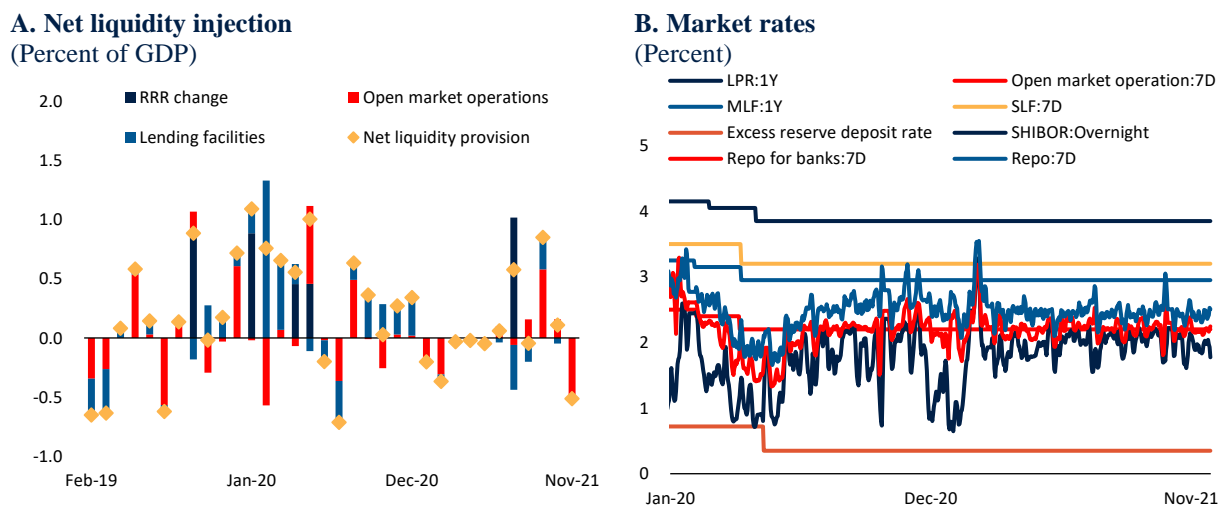 A. Net liquidity injection
(Percent of GDP)
RRR change
Open market operations
Lending facilities
Net liquidity provision
2.0
1.5
1.0
0.5
0.0
-0.5
-1.0
Feb-19
Jan-20
Dec-20
Nov-21
B. Market rates
(Percent)
LPR:1Y
Open market operation:7D
MLF:1Y
SLF:7D
Excess reserve deposit rate
SHIBOR:Overnight
Repo for banks:7D
Repo:7D
5
4
3
2
1
0
Jan-20
Dec-20
Nov-21